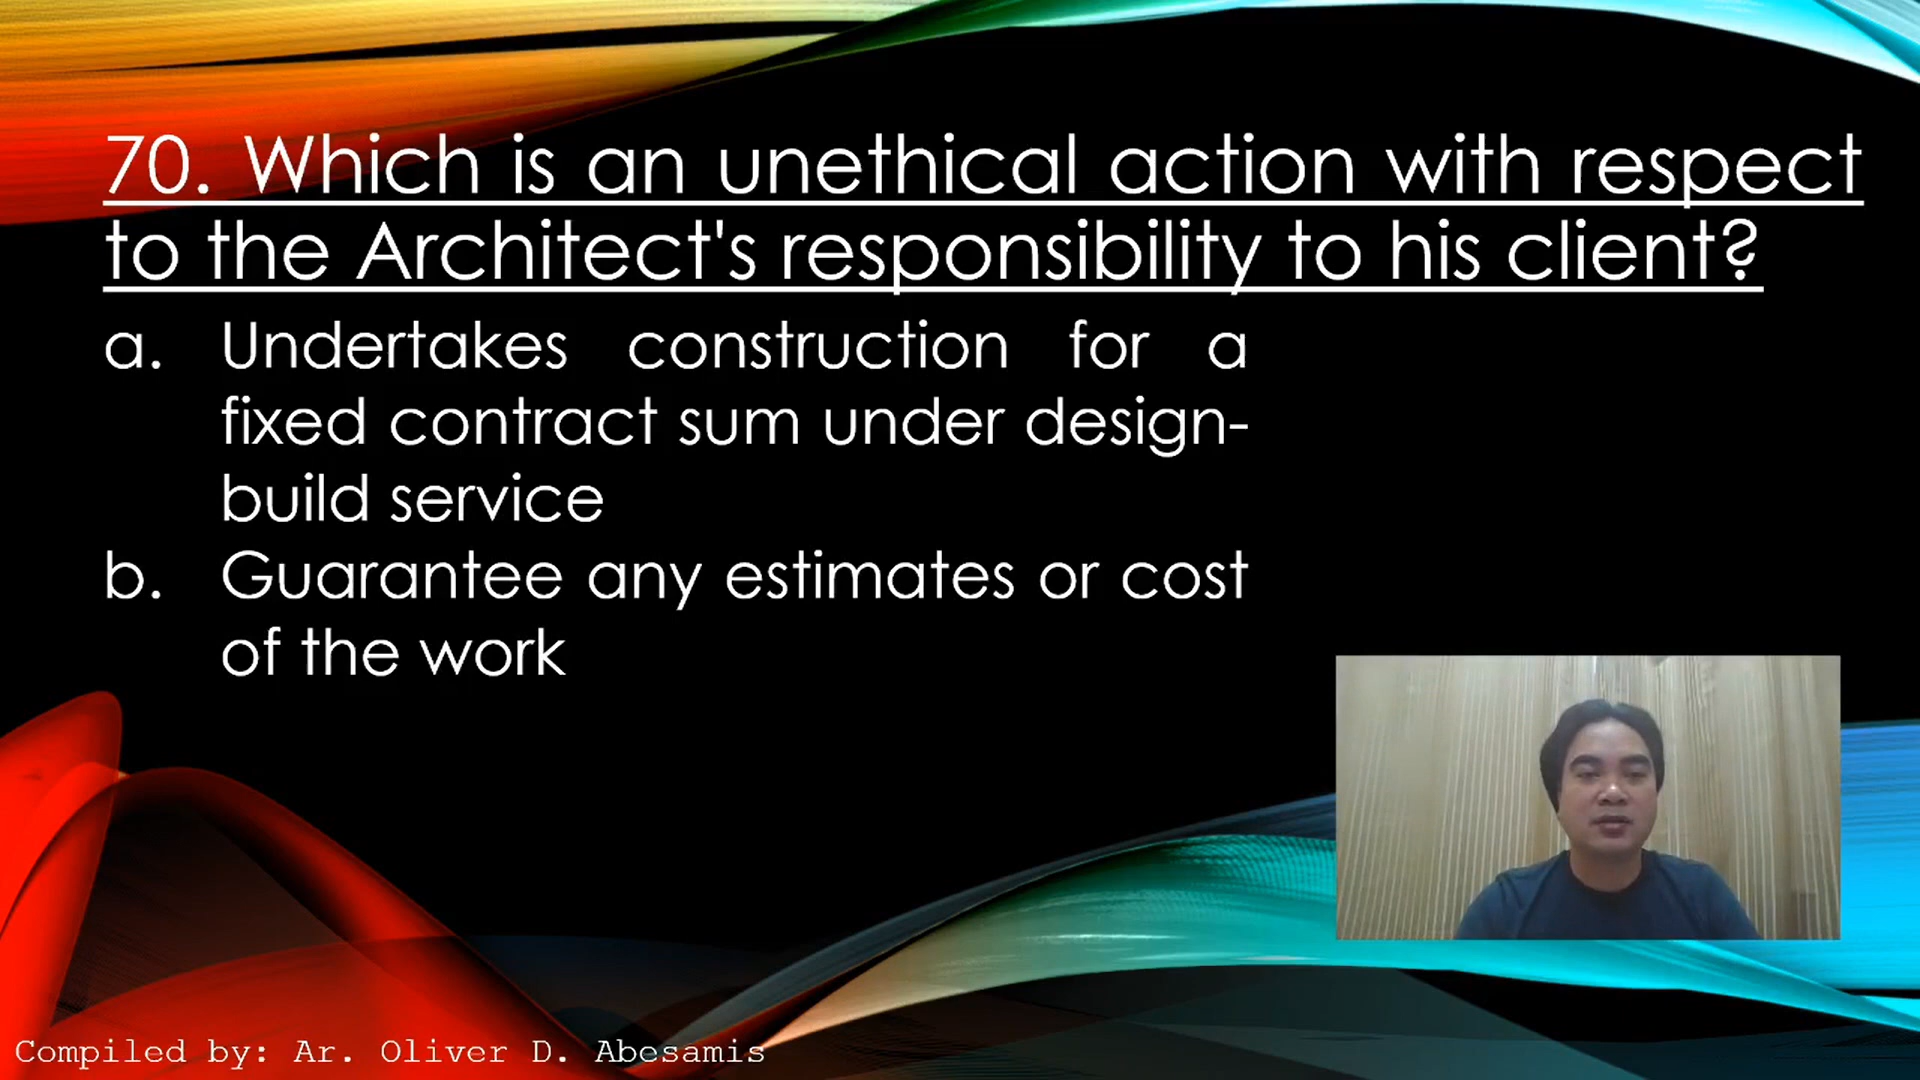 70. Which is an unethical action with respect
to the Architect's responsibility to his client?
a. Undertakes construction for a
fixed contract sum under design-
build service
b. Guarantee any estimates or cost
of the work
Compiled by: Ar. Oliver D. Abesamis